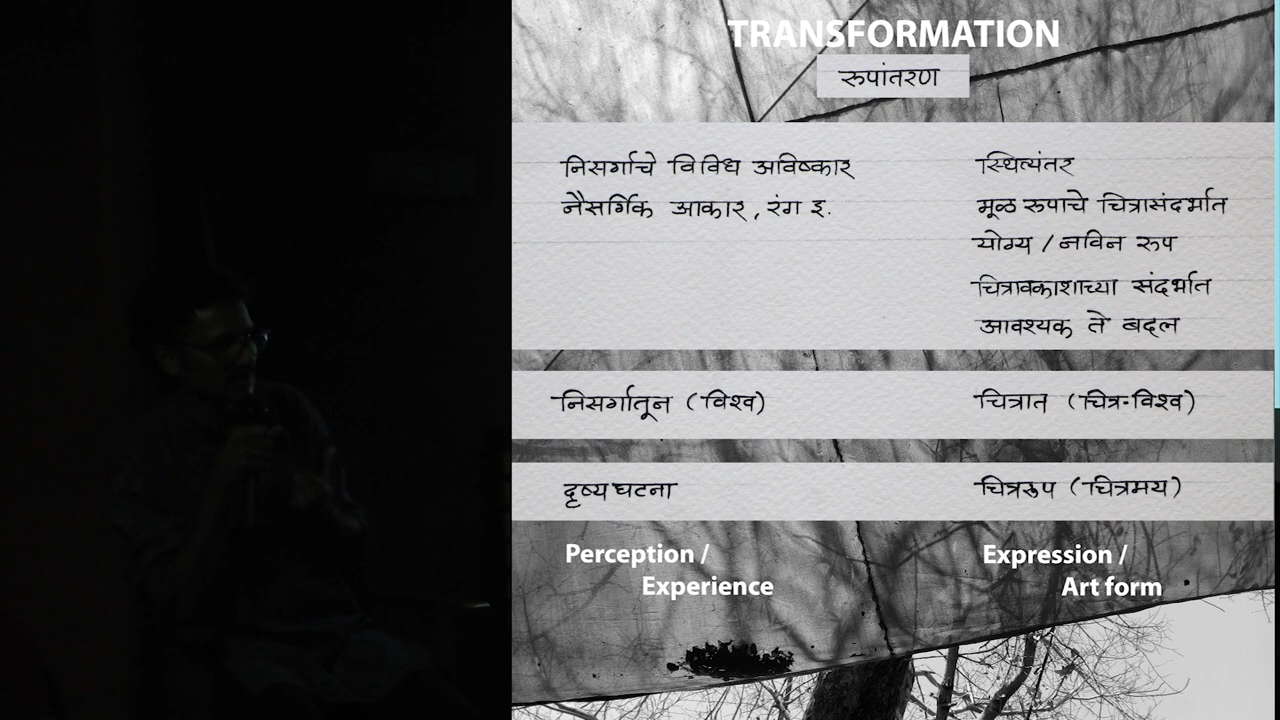 TRANSFORMATION
रूपांतरण
निसर्गाचे विविध अविष्कार
नैसर्गिक आकार, रंग इ.
स्थित्यंतर
मूळ रूपाचे चित्रासंदर्भात
योग्य / नविन रूप
चित्रावकाशाच्या संदर्भात
आवश्यक ते बदल
निसर्गातून (विश्व)
चित्रात (चित्र-विश्व)
दृष्य घटना
चित्ररूप (चित्रमय)
Perception /
Experience
Expression /
Art form